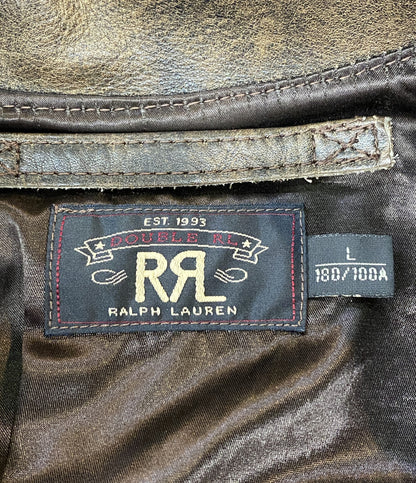 EST. 1993
DOUBLE RL
RRL
RALPH LAUREN
L
180/100A